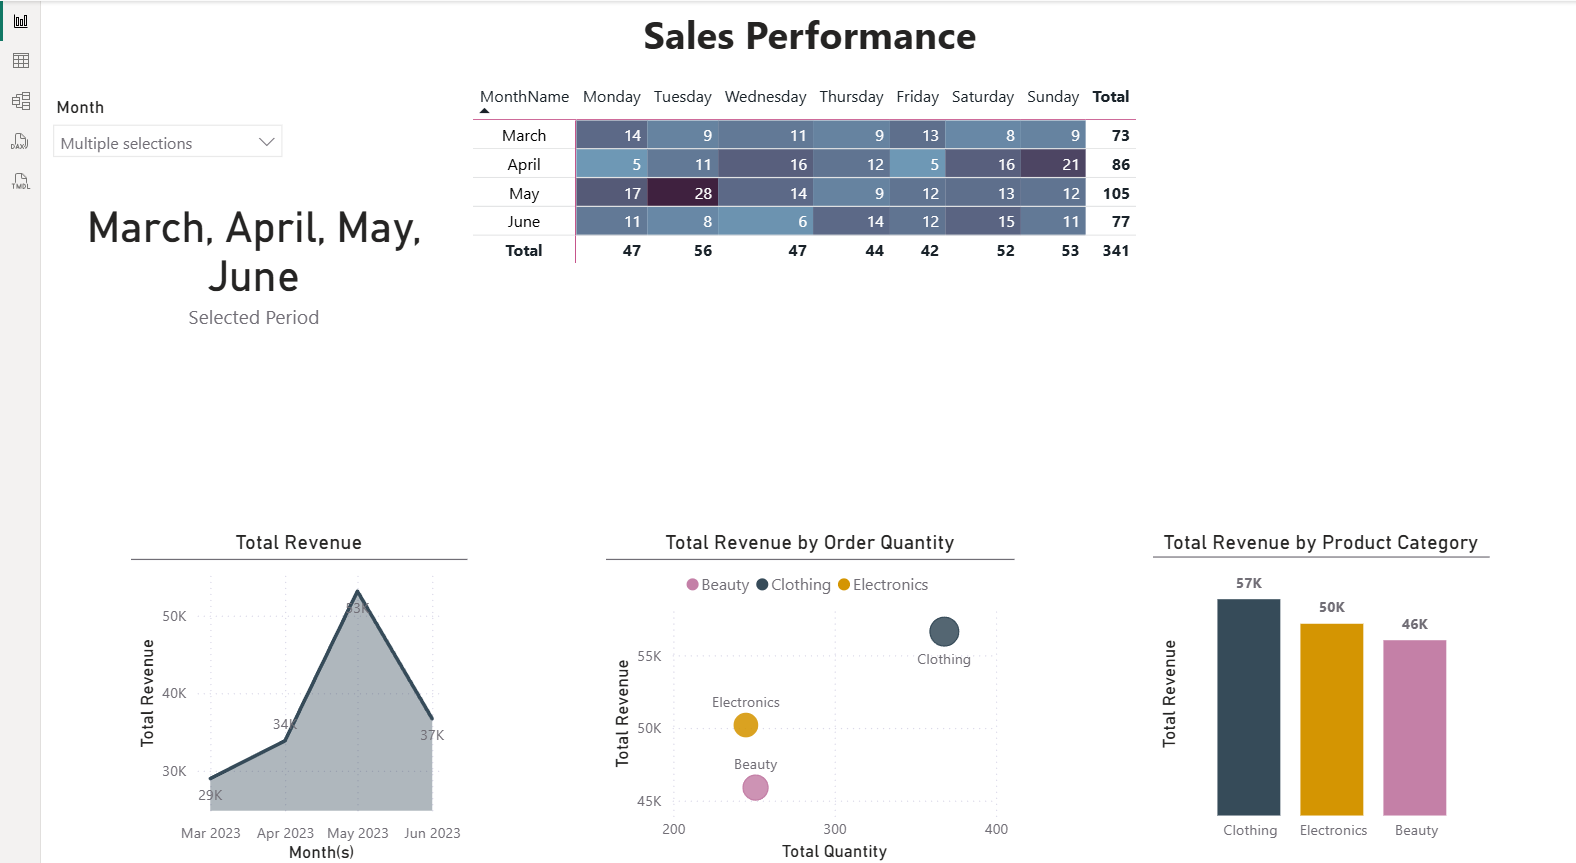 Sales Performance
Month
Multiple selections
March, April, May,
June
Selected Period
MonthName Monday Tuesday Wednesday Thursday Friday Saturday Sunday Total
March 14 9 11 9 13 8 9 73
April 5 11 16 12 5 16 21 86
May 17 28 14 9 12 13 12 105
June 11 8 6 14 12 15 11 77
Total 47 56 47 44 42 52 53 341
DAX
TMDL
Total Revenue
Total Revenue
50K
40K
30K
53K
34K
37K
29K
Mar 2023 Apr 2023 May 2023 Jun 2023
Month(s)
Total Revenue by Order Quantity
Beauty Clothing Electronics
Total Revenue
55K
50K
45K
Clothing
Electronics
Beauty
200 300 400
Total Quantity
Total Revenue by Product Category
Total Revenue
57K
50K
46K
Clothing Electronics Beauty